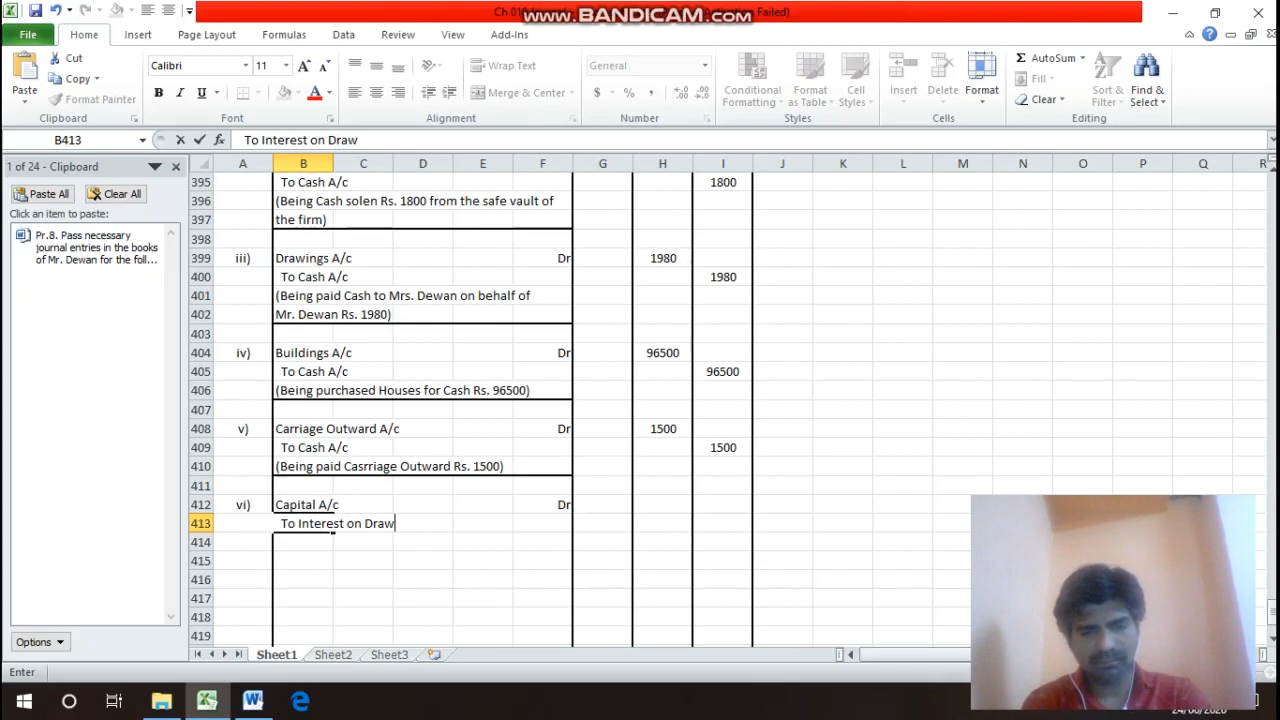 Ch 01
Activation Failed)
www.BANDICAM.com
File Home Insert Page Layout Formulas Data Review View Add-Ins
Cut
Copy
Format Painter
Paste
Clipboard
Calibri 11
B I U A
Font
Wrap Text
Merge & Center
Alignment
General
$ % ,
Number
Conditional Formatting
Format as Table
Cell Styles
Styles
Insert Delete Format
Cells
Σ AutoSum
Fill
Clear
Sort & Filter
Find & Select
Editing
B413 fx To Interest on Draw
1 of 24 - Clipboard
Paste All Clear All
Click an item to paste:
Pr.8. Pass necessary
journal entries in the books
of Mr. Dewan for the foll...
Options
A B C D E F G H I J K L M N O P Q R
395 To Cash A/c 1800
396 (Being Cash solen Rs. 1800 from the safe vault of
397 the firm)
398
399 iii) Drawings A/c Dr 1980
400 To Cash A/c 1980
401 (Being paid Cash to Mrs. Dewan on behalf of
402 Mr. Dewan Rs. 1980)
403
404 iv) Buildings A/c Dr 96500
405 To Cash A/c 96500
406 (Being purchased Houses for Cash Rs. 96500)
407
408 v) Carriage Outward A/c Dr 1500
409 To Cash A/c 1500
410 (Being paid Casrriage Outward Rs. 1500)
411
412 vi) Capital A/c Dr
413 To Interest on Draw
414
415
416
417
418
419
Sheet1 Sheet2 Sheet3
Enter